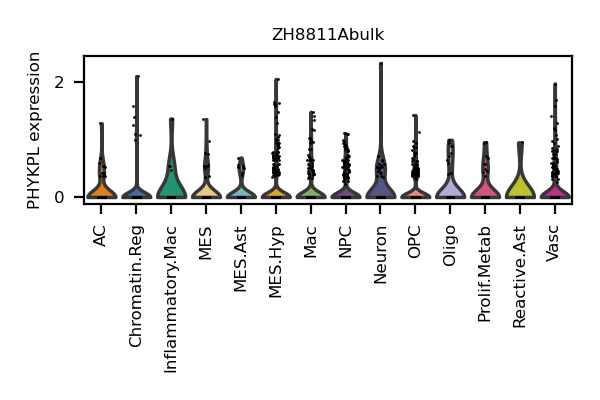 ZH8811Abulk
PHYKPL expression
2
0
AC
Chromatin.Reg
Inflammatory.Mac
MES
MES.Ast
MES.Hyp
Mac
NPC
Neuron
OPC
Oligo
Prolif.Metab
Reactive.Ast
Vasc